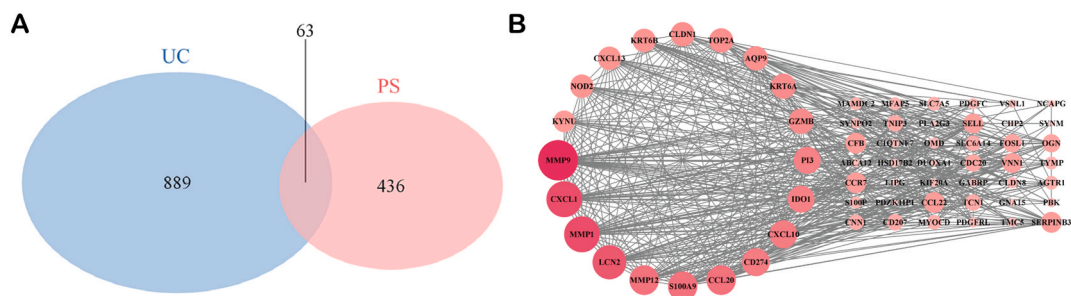 A
63
UC
PS
889
436
B
CLDN1
KRT6B
TOP2A
CXCL13
AQP9
NOD2
KRT6A
KYNU
GZMB
MMP9
PI3
CXCL1
IDO1
MMP1
CXCL10
LCN2
CD274
MMP12
S100A9
CCL20
MAMDC2 MFAP5 SLC7A5 PDGFC VSNL1 NCAPG
SYNPO2 TNIP3 PLA2G3 SELL CHP2 SYNM
CFB C1QTNF7 OMD SLC6A14 FOSL1 OGN
ABCA12 HSD17B2 DUOXA1 CDC20 VNN1 TYMP
CCR7 LIPG KIF20A GABRP CLDN8 AGTR1
S100P PDZK1IP1 CCL22 TCN1 GNA15 PBK
CNN1 CD207 MYOCD PDGFRL TMC5 SERPINB3